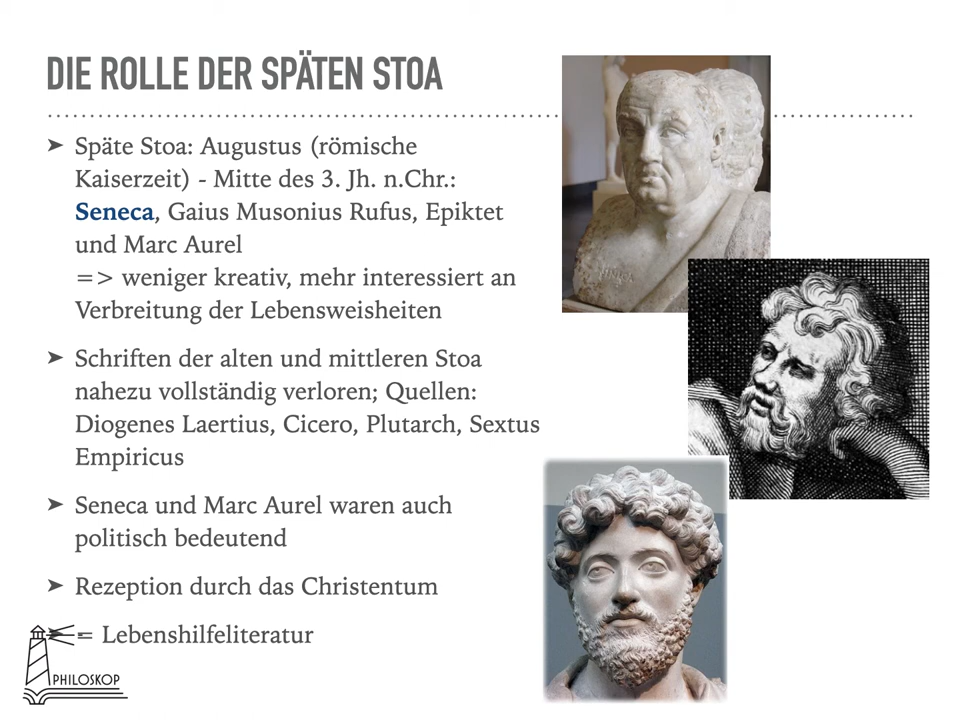 DIE ROLLE DER SPÄTEN STOA
➤ Späte Stoa: Augustus (römische
Kaiserzeit) - Mitte des 3. Jh. n.Chr.:
Seneca, Gaius Musonius Rufus, Epiktet
und Marc Aurel
=> weniger kreativ, mehr interessiert an
Verbreitung der Lebensweisheiten
➤ Schriften der alten und mittleren Stoa
nahezu vollständig verloren; Quellen:
Diogenes Laertius, Cicero, Plutarch, Sextus
Empiricus
➤ Seneca und Marc Aurel waren auch
politisch bedeutend
➤ Rezeption durch das Christentum
➤ = Lebenshilfeliteratur
PHILOSKOP